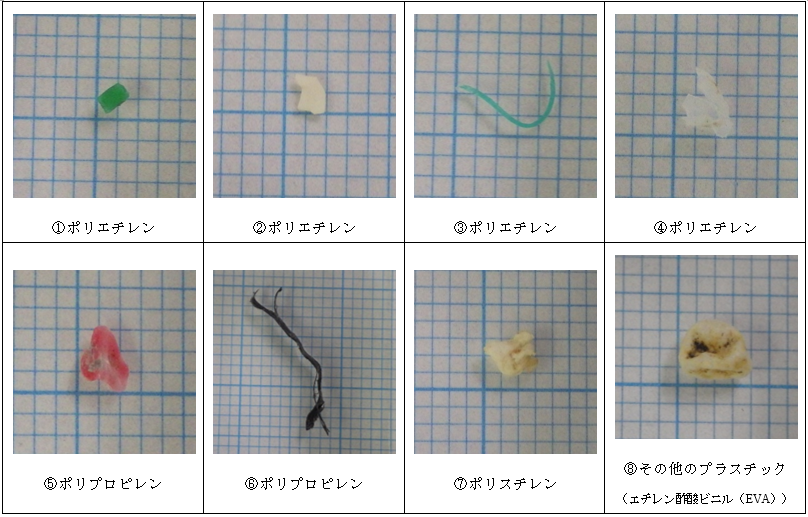 ①ポリエチレン
②ポリエチレン
③ポリエチレン
④ポリエチレン
⑤ポリプロピレン
⑥ポリプロピレン
⑦ポリスチレン
⑧その他のプラスチック
（エチレン酢酸ビニル（EVA））